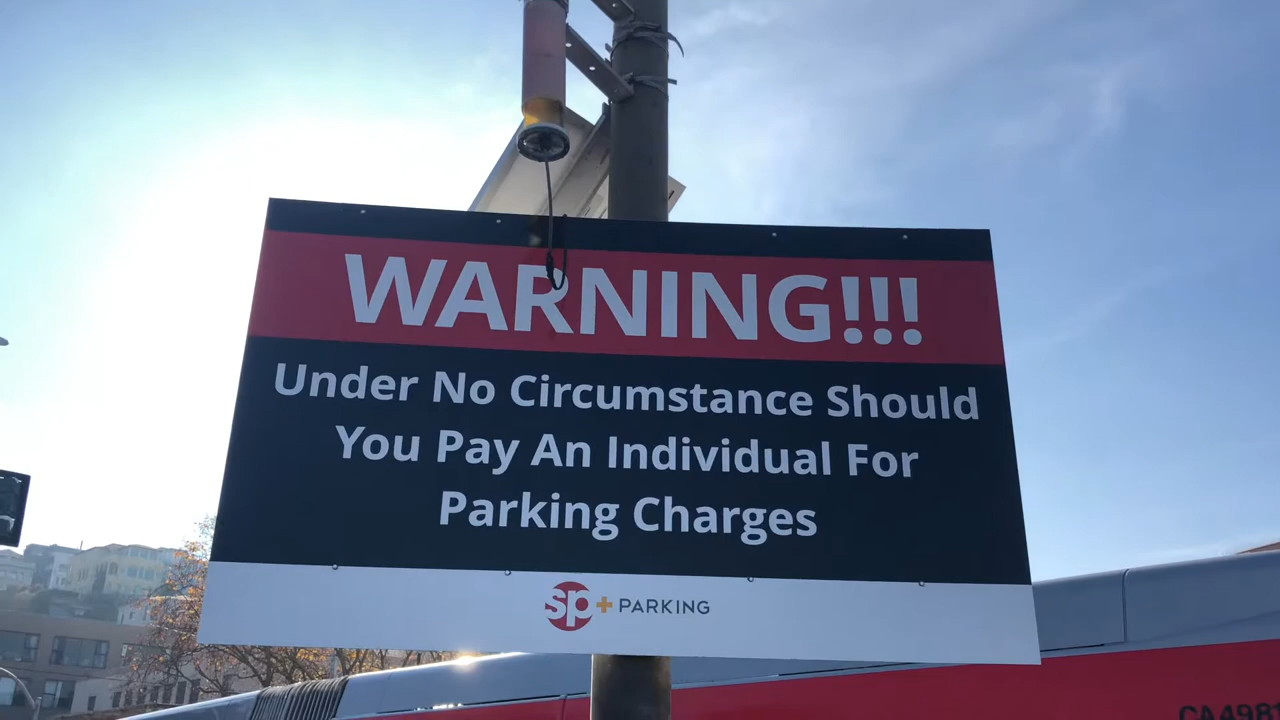 WARNING!!!
Under No Circumstance Should
You Pay An Individual For
Parking Charges
sp+ PARKING